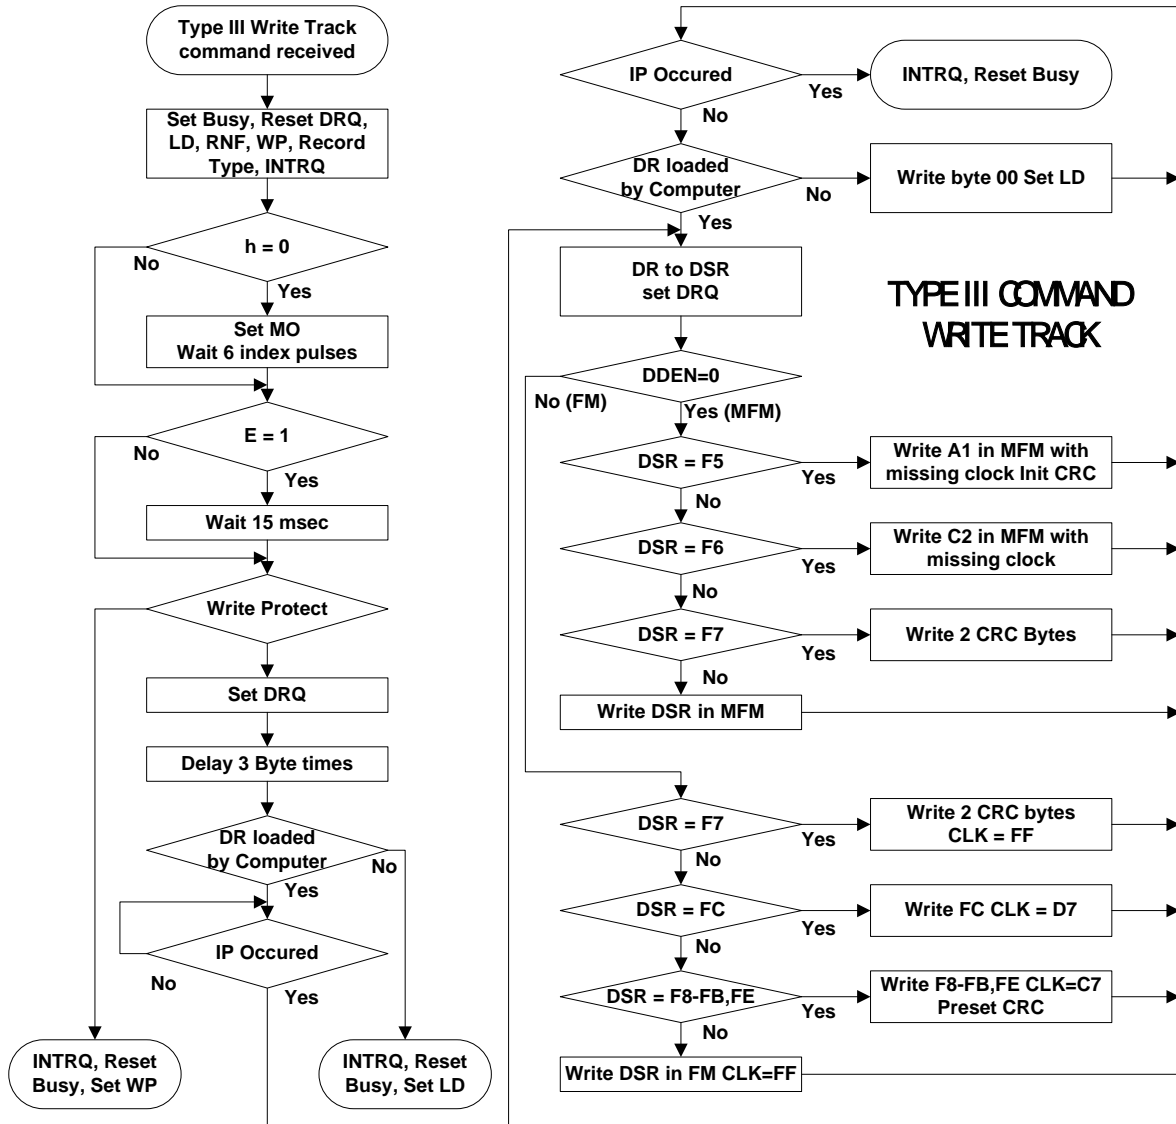 Type III Write Track
command received
Set Busy, Reset DRQ,
LD, RNF, WP, Record
Type, INTRQ
h = 0
No
Yes
Set MO
Wait 6 index pulses
E = 1
No
Yes
Wait 15 msec
Write Protect
Set DRQ
Delay 3 Byte times
DR loaded
by Computer
No
Yes
IP Occured
No
Yes
INTRQ, Reset
Busy, Set WP
INTRQ, Reset
Busy, Set LD
IP Occured
Yes
INTRQ, Reset Busy
No
DR loaded
by Computer
No
Write byte 00 Set LD
Yes
DR to DSR
set DRQ
TYPE III COMMAND
WRITE TRACK
DDEN=0
No (FM)
Yes (MFM)
DSR = F5
Yes
Write A1 in MFM with
missing clock Init CRC
No
DSR = F6
Yes
Write C2 in MFM with
missing clock
No
DSR = F7
Yes
Write 2 CRC Bytes
No
Write DSR in MFM
DSR = F7
Yes
Write 2 CRC bytes
CLK = FF
No
DSR = FC
Yes
Write FC CLK = D7
No
DSR = F8-FB,FE
Yes
Write F8-FB,FE CLK=C7
Preset CRC
No
Write DSR in FM CLK=FF